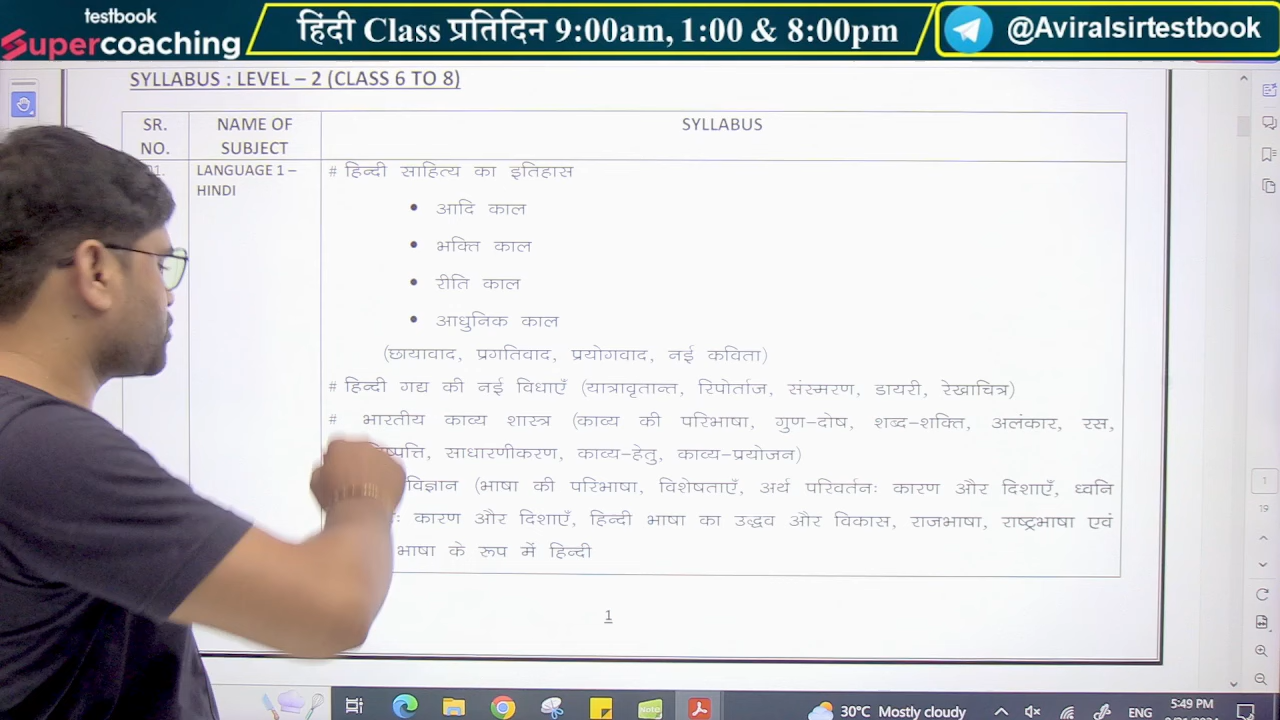 testbook
Supercoaching
हिंदी Class प्रतिदिन 9:00am, 1:00 & 8:00pm
@Aviralsirtestbook
SYLLABUS : LEVEL – 2 (CLASS 6 TO 8)
SR. NO.
NAME OF SUBJECT
SYLLABUS
01.
LANGUAGE 1 –
HINDI
# हिन्दी साहित्य का इतिहास
• आदि काल
• भक्ति काल
• रीति काल
• आधुनिक काल
(छायावाद, प्रगतिवाद, प्रयोगवाद, नई कविता)
# हिन्दी गद्य की नई विधाएँ (यात्रावृतान्त, रिपोर्ताज, संस्मरण, डायरी, रेखाचित्र)
# भारतीय काव्य शास्त्र (काव्य की परिभाषा, गुण–दोष, शब्द–शक्ति, अलंकार, रस,
साधारणीकरण, काव्य–हेतु, काव्य–प्रयोजन)
विज्ञान (भाषा की परिभाषा, विशेषताएँ, अर्थ परिवर्तनः कारण और दिशाएँ, ध्वनि
कारण और दिशाएँ, हिन्दी भाषा का उद्भव और विकास, राजभाषा, राष्ट्रभाषा एवं
भाषा के रूप में हिन्दी
1
1
19
30°C Mostly cloudy
ENG
5:49 PM